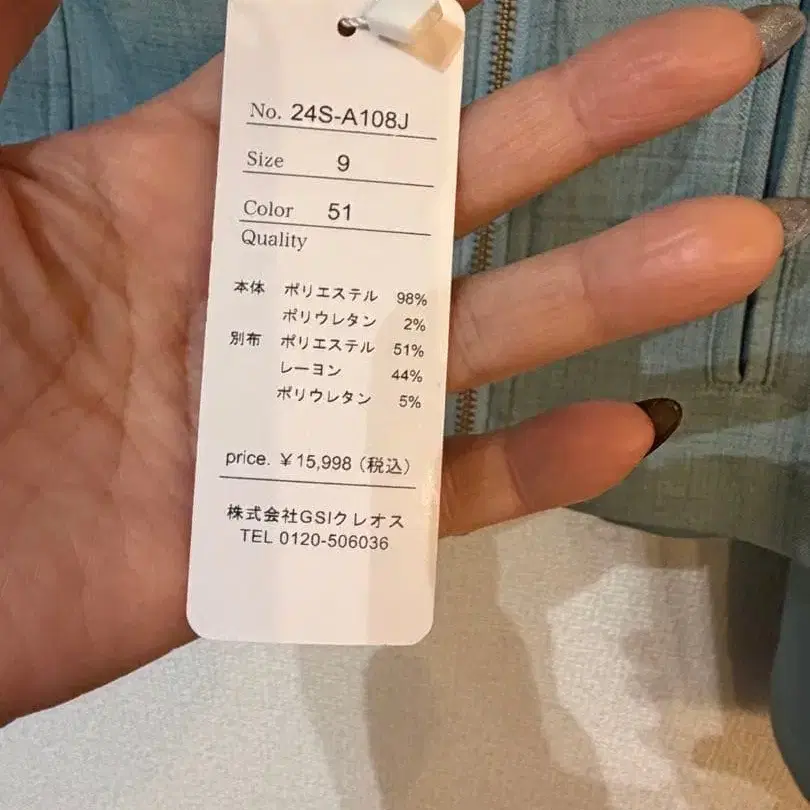 No. 24S-A108J
Size 9
Color 51
Quality
本体 ポリエステル 98%
ポリウレタン 2%
別布 ポリエステル 51%
レーヨン 44%
ポリウレタン 5%
price. ¥15,998（税込）
株式会社GSIクレオス
TEL 0120-506036